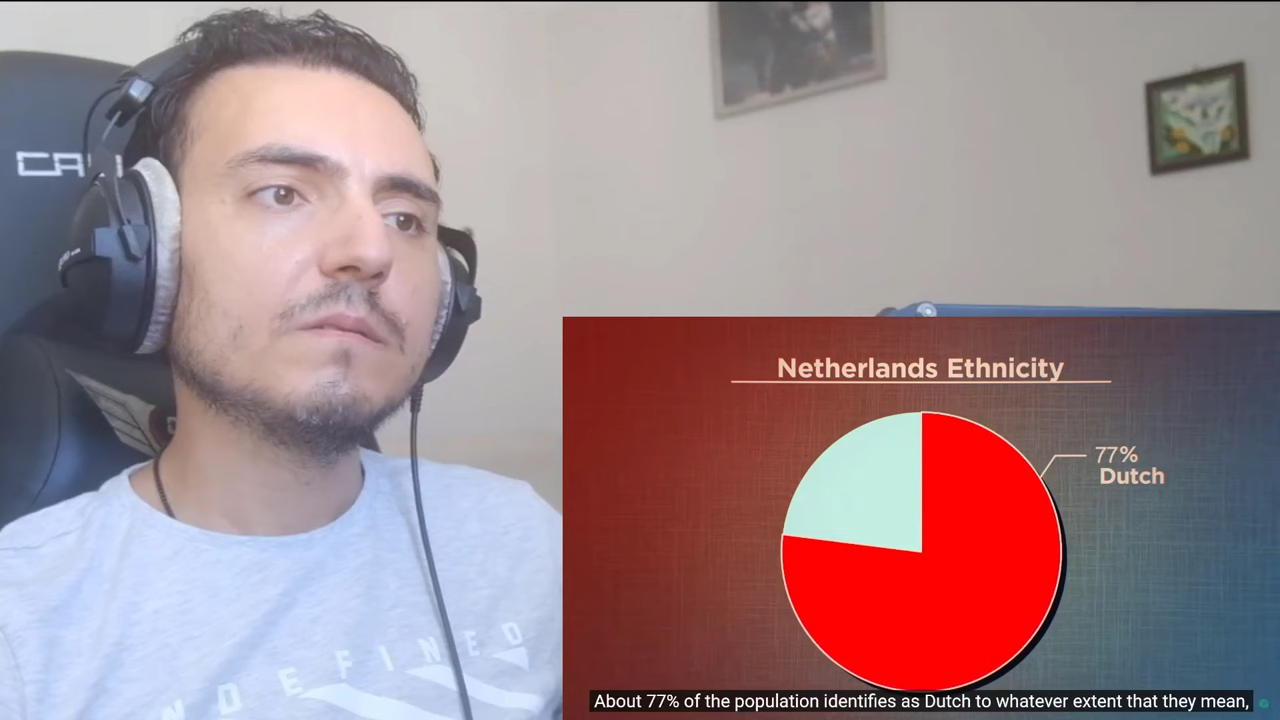 Netherlands Ethnicity
77%
Dutch
About 77% of the population identifies as Dutch to whatever extent that they mean,